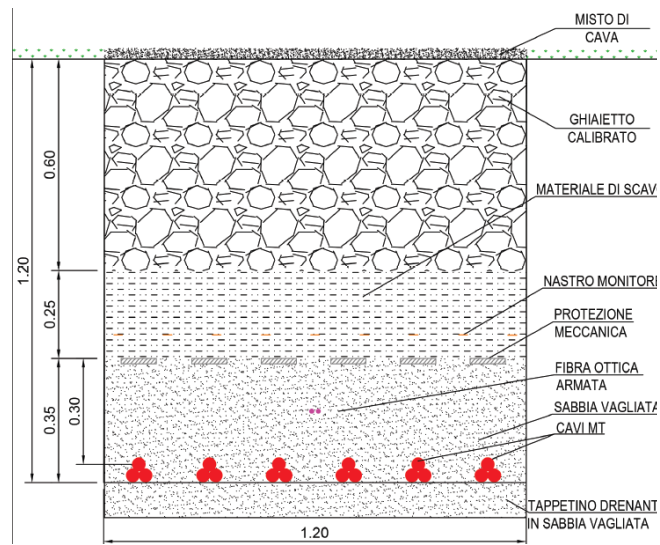 MISTO DI
CAVA
GHIAIETTO
CALIBRATO
0.60
MATERIALE DI SCAV
1.20
0.25
NASTRO MONITORE
PROTEZIONE
MECCANICA
FIBRA OTTICA
ARMATA
0.35
0.30
SABBIA VAGLIATA
CAVI MT
TAPPETINO DRENANT
IN SABBIA VAGLIATA
1.20